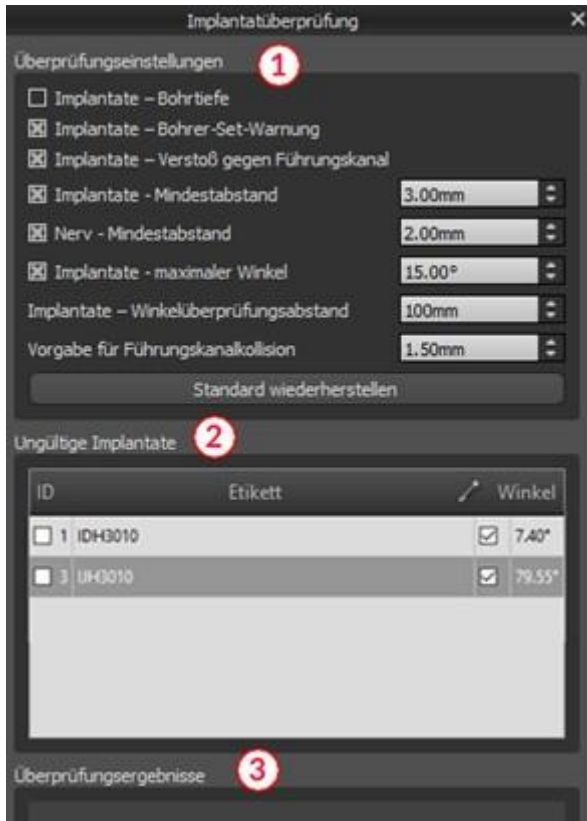 Implantatüberprüfung
Überprüfungseinstellungen 1
Implantate – Bohrtiefe
Implantate – Bohrer-Set-Warnung
Implantate – Verstoß gegen Führungskanal
Implantate - Mindestabstand 3.00mm
Nerv - Mindestabstand 2.00mm
Implantate - maximaler Winkel 15.00°
Implantate – Winkelüberprüfungsabstand 100mm
Vorgabe für Führungskanalkollision 1.50mm
Standard wiederherstellen
Ungültige Implantate 2
ID Etikett Winkel
1 IDH3010 7.40°
3 IJH3010 79.55°
Überprüfungsergebnisse 3